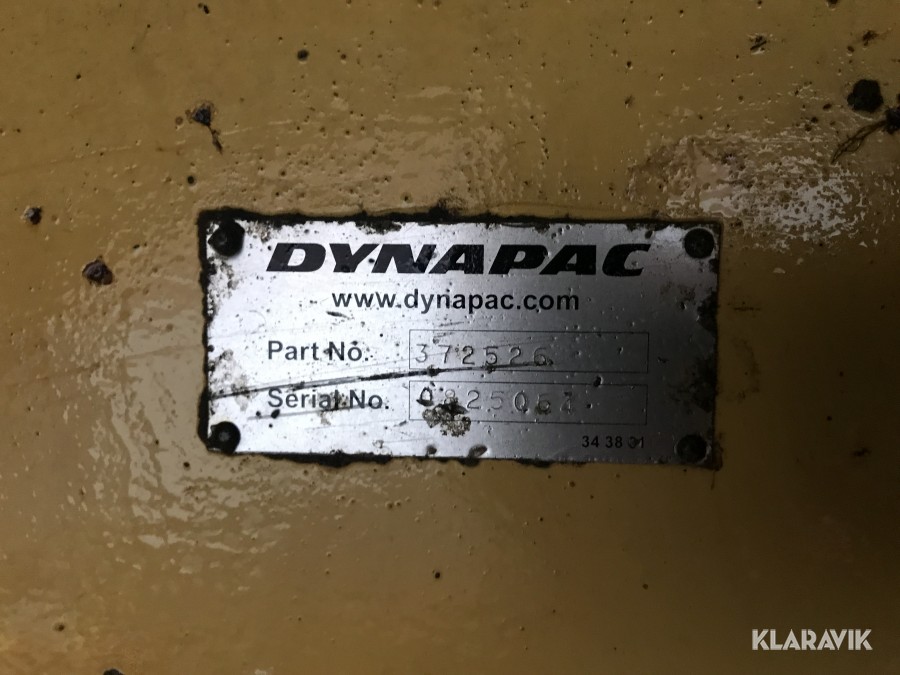 DYNAPAC
www.dynapac.com
Part No. 372526
Serial No.
34 38 31
KLARAVIK